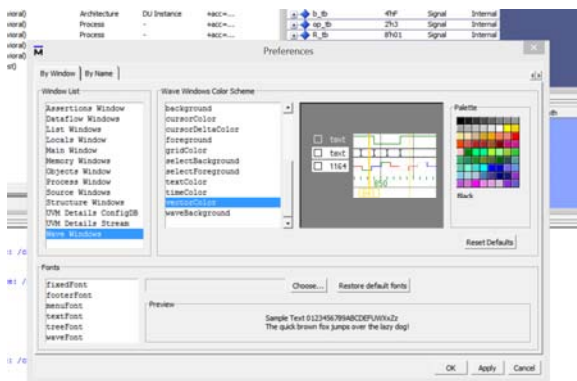 Architecture DU Instance +acc=...
Process - +acc=...
Process - +acc=...
b_tb 4'hF Signal Internal
op_tb 2'h3 Signal Internal
R_tb 8'h01 Signal Internal
Preferences
By Window By Name
Window List
Assertions Window
Dataflow Windows
List Windows
Locals Window
Main Window
Memory Windows
Objects Window
Process Window
Source Windows
Structure Windows
UVM Details ConfigDB
UVM Details Stream
Wave Windows
Wave Windows Color Scheme
background
cursorColor
cursorDeltaColor
foreground
gridColor
selectBackground
selectForeground
textColor
timeColor
vectorColor
waveBackground
text
text
1164
850
Palette
Black
Reset Defaults
Fonts
fixedFont
footerFont
menuFont
textFont
treeFont
waveFont
Choose... Restore default fonts
Preview
Sample Text 0123456789ABCDEFUWXxZz
The quick brown fox jumps over the lazy dog!
OK Apply Cancel